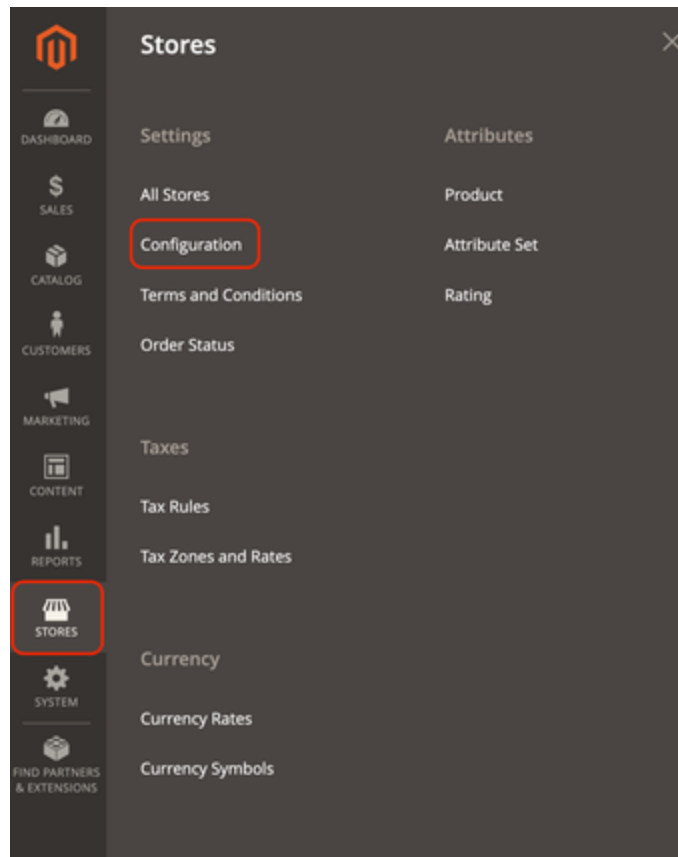 Stores
DASHBOARD
SALES
CATALOG
CUSTOMERS
MARKETING
CONTENT
REPORTS
STORES
SYSTEM
FIND PARTNERS
& EXTENSIONS
Settings
All Stores
Configuration
Terms and Conditions
Order Status
Taxes
Tax Rules
Tax Zones and Rates
Currency
Currency Rates
Currency Symbols
Attributes
Product
Attribute Set
Rating